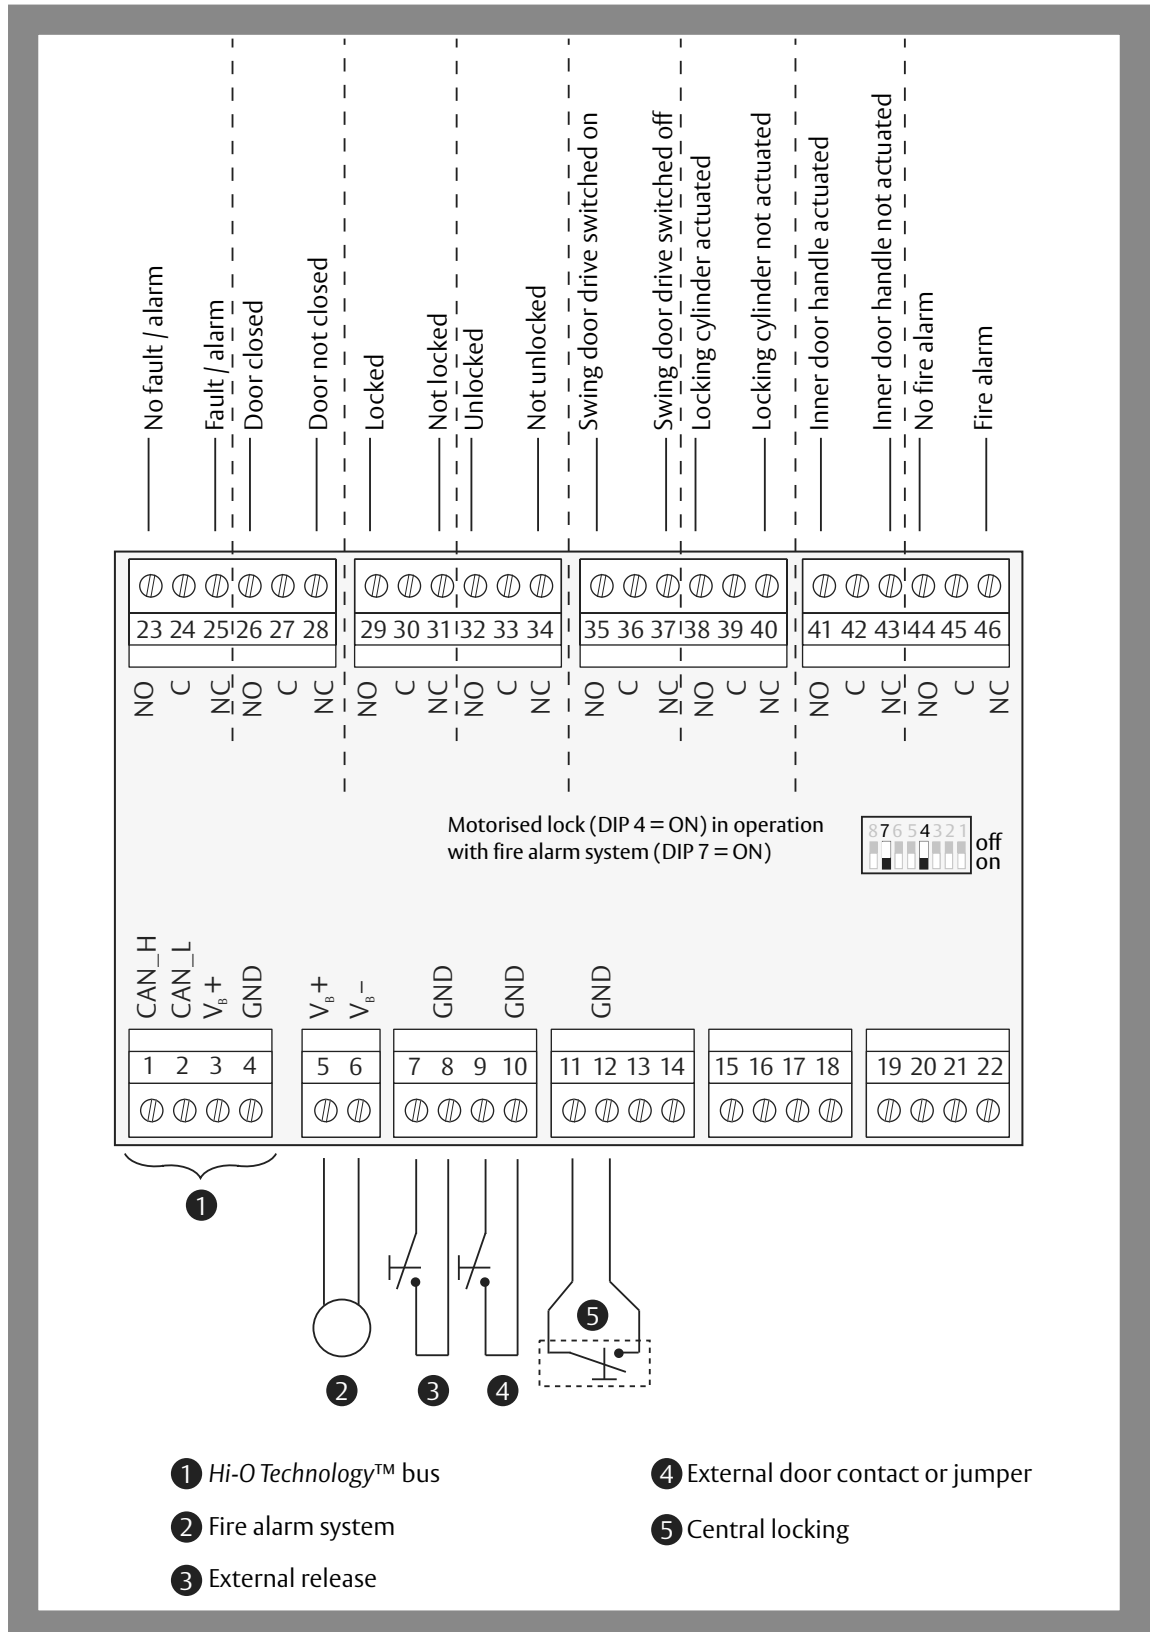 No fault / alarm
Fault / alarm
Door closed
Door not closed
Locked
Not locked
Unlocked
Not unlocked
Swing door drive switched on
Swing door drive switched off
Locking cylinder actuated
Locking cylinder not actuated
Inner door handle actuated
Inner door handle not actuated
No fire alarm
Fire alarm
23 24 25 26 27 28 29 30 31 32 33 34 35 36 37 38 39 40 41 42 43 44 45 46
NO C NC NO C NC NO C NC NO C NC NO C NC NO C NC NO C NC NO C NC
Motorised lock (DIP 4 = ON) in operation
with fire alarm system (DIP 7 = ON)
8 7 6 5 4 3 2 1
off
on
CAN_H
CAN_L
VB+
GND
VB+
VB–
GND
GND
GND
1 2 3 4 5 6 7 8 9 10 11 12 13 14 15 16 17 18 19 20 21 22
1
5
2 3 4
1 Hi-O Technology™ bus
2 Fire alarm system
3 External release
4 External door contact or jumper
5 Central locking